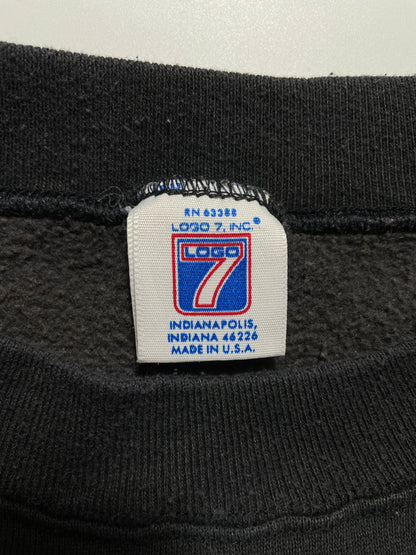 RN 63388
LOGO 7, INC.®
LOGO
7
INDIANAPOLIS,
INDIANA 46226
MADE IN U.S.A.